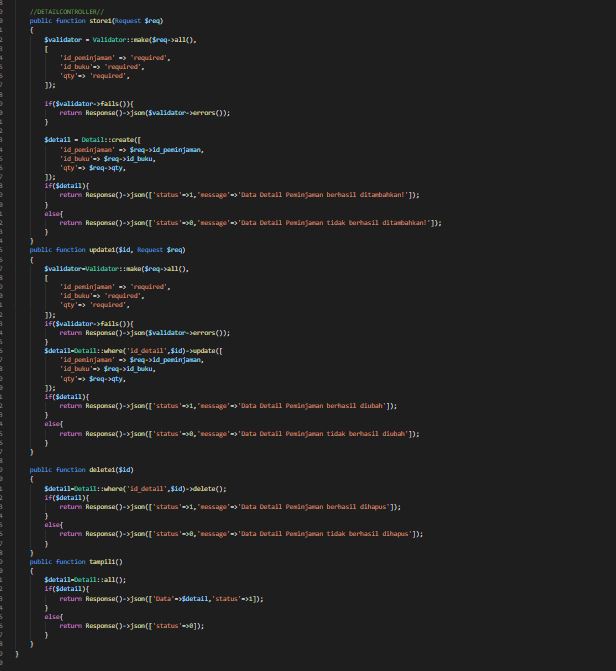 //DETAILCONTROLLER//
public function store1(Request $req)
{
$validator = Validator::make($req->all(),
[
'id_peminjaman' => 'required',
'id_buku'=> 'required',
'qty'=> 'required',
]);
if($validator->fails()){
return Response()->json($validator->errors());
}
$detail = Detail::create([
'id_peminjaman' => $req->id_peminjaman,
'id_buku'=> $req->id_buku,
'qty'=> $req->qty,
]);
if($detail){
return Response()->json(['status'=>1,'message'=>'Data Detail Peminjaman berhasil ditambahkan!']);
}
else{
return Response()->json(['status'=>0,'message'=>'Data Detail Peminjaman tidak berhasil ditambahkan!']);
}
}
public function update1($id, Request $req)
{
$validator=Validator::make($req->all(),
[
'id_peminjaman' => 'required',
'id_buku'=> 'required',
'qty'=> 'required',
]);
if($validator->fails()){
return Response()->json($validator->errors());
}
$detail=Detail::where('id_detail',$id)->update([
'id_peminjaman' => $req->id_peminjaman,
'id_buku'=> $req->id_buku,
'qty'=> $req->qty,
]);
if($detail){
return Response()->json(['status'=>1,'message'=>'Data Detail Peminjaman berhasil diubah']);
}
else{
return Response()->json(['status'=>0,'message'=>'Data Detail Peminjaman tidak berhasil diubah']);
}
}
public function delete1($id)
{
$detail=Detail::where('id_detail',$id)->delete();
if($detail){
return Response()->json(['status'=>1,'message'=>'Data Detail Peminjaman berhasil dihapus']);
}
else{
return Response()->json(['status'=>0,'message'=>'Data Detail Peminjaman tidak berhasil dihapus']);
}
}
public function tampil1()
{
$detail=Detail::all();
if($detail){
return Response()->json(['Data'=>$detail,'status'=>1]);
}
else{
return Response()->json(['status'=>0]);
}
}
}